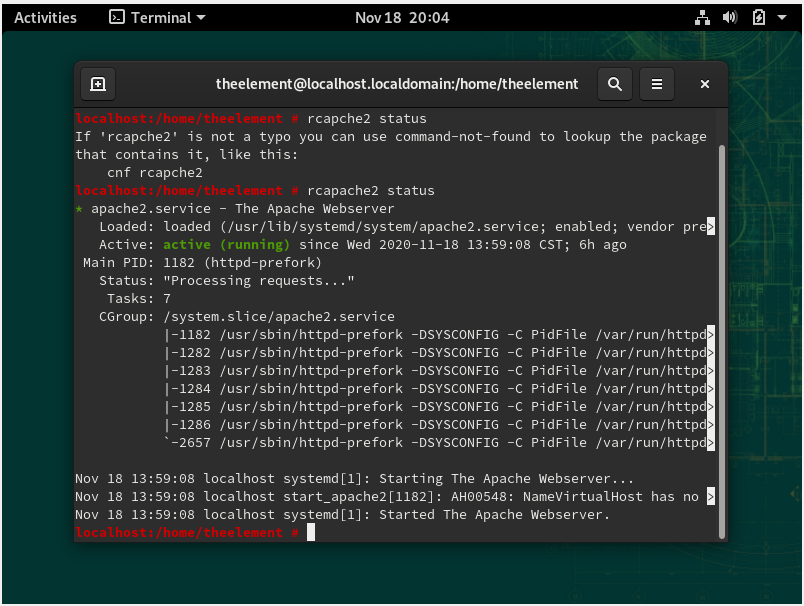 Activities Terminal Nov 18 20:04
theelement@localhost.localdomain:/home/theelement
localhost:/home/theelement # rcapche2 status
If 'rcapche2' is not a typo you can use command-not-found to lookup the package
that contains it, like this:
    cnf rcapche2
localhost:/home/theelement # rcapache2 status
* apache2.service - The Apache Webserver
   Loaded: loaded (/usr/lib/systemd/system/apache2.service; enabled; vendor pre>
   Active: active (running) since Wed 2020-11-18 13:59:08 CST; 6h ago
 Main PID: 1182 (httpd-prefork)
   Status: "Processing requests..."
    Tasks: 7
   CGroup: /system.slice/apache2.service
           |-1182 /usr/sbin/httpd-prefork -DSYSCONFIG -C PidFile /var/run/httpd>
           |-1282 /usr/sbin/httpd-prefork -DSYSCONFIG -C PidFile /var/run/httpd>
           |-1283 /usr/sbin/httpd-prefork -DSYSCONFIG -C PidFile /var/run/httpd>
           |-1284 /usr/sbin/httpd-prefork -DSYSCONFIG -C PidFile /var/run/httpd>
           |-1285 /usr/sbin/httpd-prefork -DSYSCONFIG -C PidFile /var/run/httpd>
           |-1286 /usr/sbin/httpd-prefork -DSYSCONFIG -C PidFile /var/run/httpd>
           `-2657 /usr/sbin/httpd-prefork -DSYSCONFIG -C PidFile /var/run/httpd>

Nov 18 13:59:08 localhost systemd[1]: Starting The Apache Webserver...
Nov 18 13:59:08 localhost start_apache2[1182]: AH00548: NameVirtualHost has no >
Nov 18 13:59:08 localhost systemd[1]: Started The Apache Webserver.
localhost:/home/theelement #